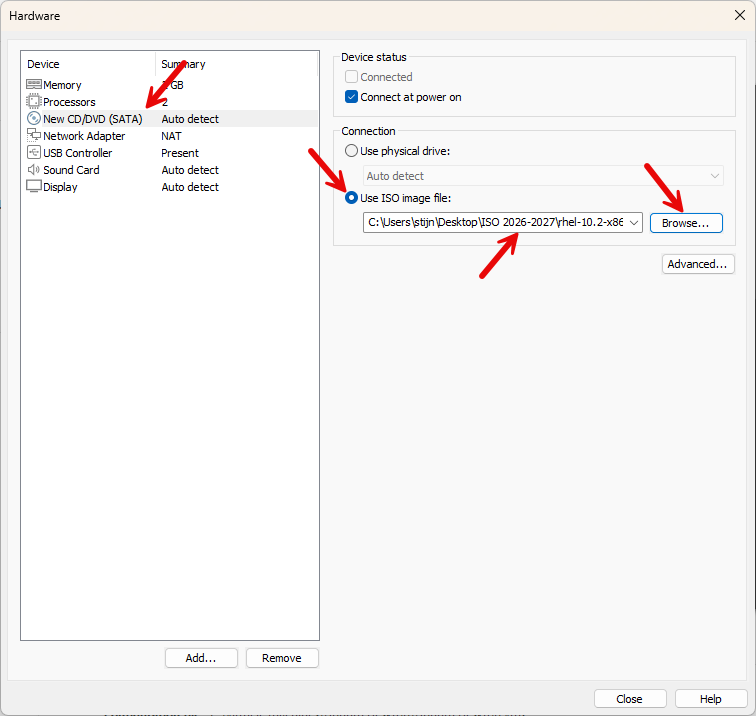 Hardware
Device Summary
Memory GB
Processors 2
New CD/DVD (SATA) Auto detect
Network Adapter NAT
USB Controller Present
Sound Card Auto detect
Display Auto detect
Add... Remove
Device status
Connected
Connect at power on
Connection
Use physical drive:
Auto detect
Use ISO image file:
C:\Users\stijn\Desktop\ISO 2026-2027\rhel-10.2-x86
Browse...
Advanced...
Close Help